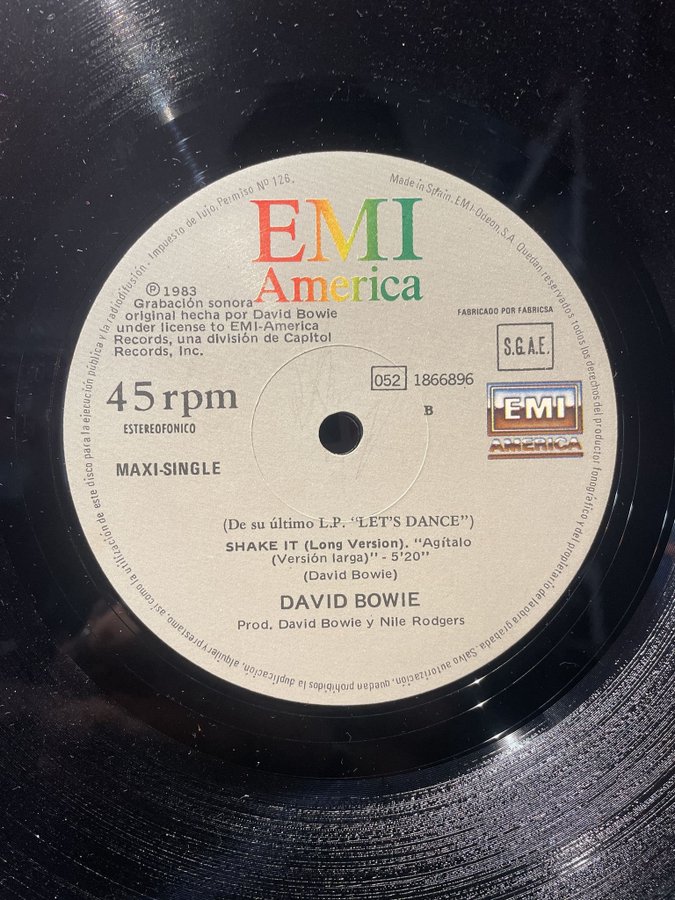 Impuesto de lujo, Permiso Nº 126.
Made in Spain. EMI-Odeon, S.A. Quedan reservados todos los derechos del productor fonográfico y del propietario de la obra grabada. Salvo autorización, quedan prohibidos la duplicación, alquiler y préstamo, así como la utilización de este disco para la ejecución pública y la radiodifusión.
EMI
America
℗ 1983
Grabación sonora
original hecha por David Bowie
under license to EMI-America
Records, una división de Capitol
Records, Inc.
FABRICADO POR FABRICSA
S.G.A.E.
45 rpm
ESTEREOFONICO
052 1866896
B
EMI
AMERICA
MAXI-SINGLE
(De su último L.P. "LET'S DANCE")
SHAKE IT (Long Version). "Agítalo
(Versión larga)" - 5'20"
(David Bowie)
DAVID BOWIE
Prod. David Bowie y Nile Rodgers